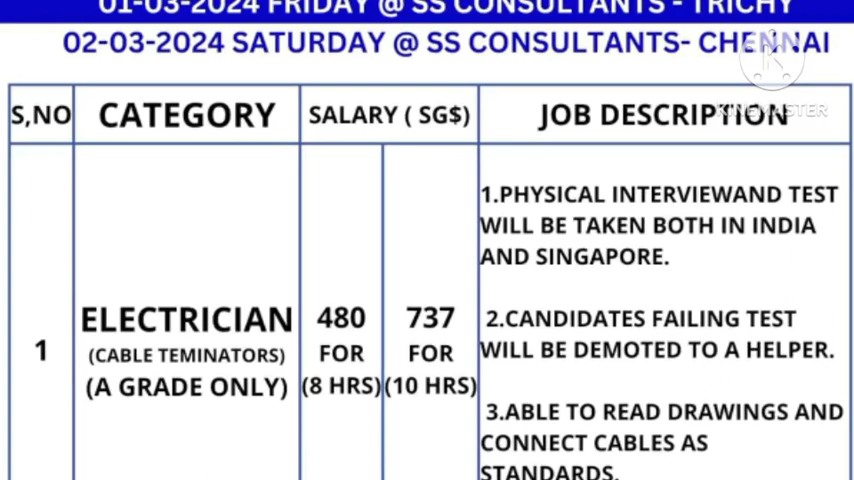 01-03-2024 FRIDAY @ SS CONSULTANTS - TRICHY
02-03-2024 SATURDAY @ SS CONSULTANTS- CHENNAI
KINEMASTER
S,NO CATEGORY SALARY ( SG$) JOB DESCRIPTION
1
ELECTRICIAN
(CABLE TEMINATORS)
(A GRADE ONLY)
480
FOR
(8 HRS)
737
FOR
(10 HRS)
1.PHYSICAL INTERVIEWAND TEST
WILL BE TAKEN BOTH IN INDIA
AND SINGAPORE.
2.CANDIDATES FAILING TEST
WILL BE DEMOTED TO A HELPER.
3.ABLE TO READ DRAWINGS AND
CONNECT CABLES AS
STANDARDS.